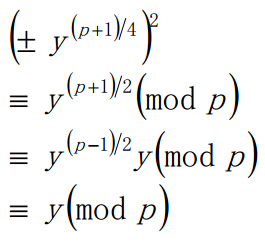 (± y^{(p+1)/4})^2
≡ y^{(p+1)/2}(mod p)
≡ y^{(p−1)/2}y(mod p)
≡ y(mod p)